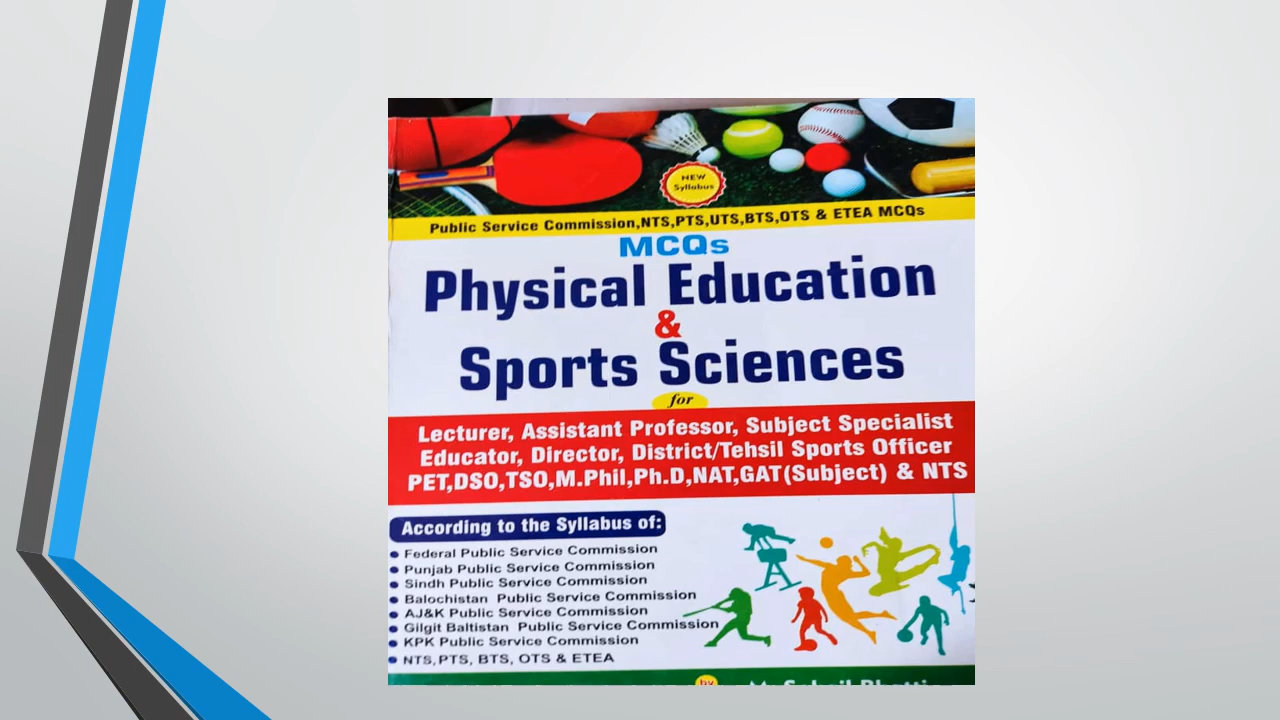 NEW
Syllabus
Public Service Commission,NTS,PTS,UTS,BTS,OTS & ETEA MCQs
MCQs
Physical Education
&
Sports Sciences
for
Lecturer, Assistant Professor, Subject Specialist
Educator, Director, District/Tehsil Sports Officer
PET,DSO,TSO,M.Phil,Ph.D,NAT,GAT(Subject) & NTS
According to the Syllabus of:
• Federal Public Service Commission
• Punjab Public Service Commission
• Sindh Public Service Commission
• Balochistan Public Service Commission
• AJ&K Public Service Commission
• Gilgit Baltistan Public Service Commission
• KPK Public Service Commission
• NTS,PTS, BTS, OTS & ETEA
by